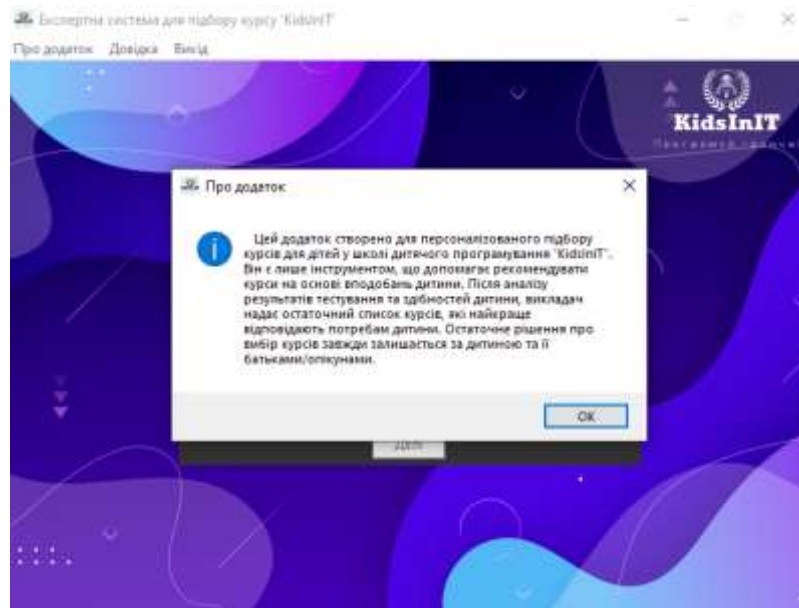 Експертна система для підбору курсу "KidsInIT"
Про додаток Довідка Вихід
KidsInIT
Про додаток
Цей додаток створено для персоналізованого підбору
курсів для дітей у школі дитячого програмування "KidsInIT".
Він є лише інструментом, що допомагає рекомендувати
курси на основі вподобань дитини. Після аналізу
результатів тестування та здібностей дитини, викладач
надає остаточний список курсів, які найкраще
відповідають потребам дитини. Остаточне рішення про
вибір курсів завжди залишається за дитиною та її
батьками/опікунами.
OK